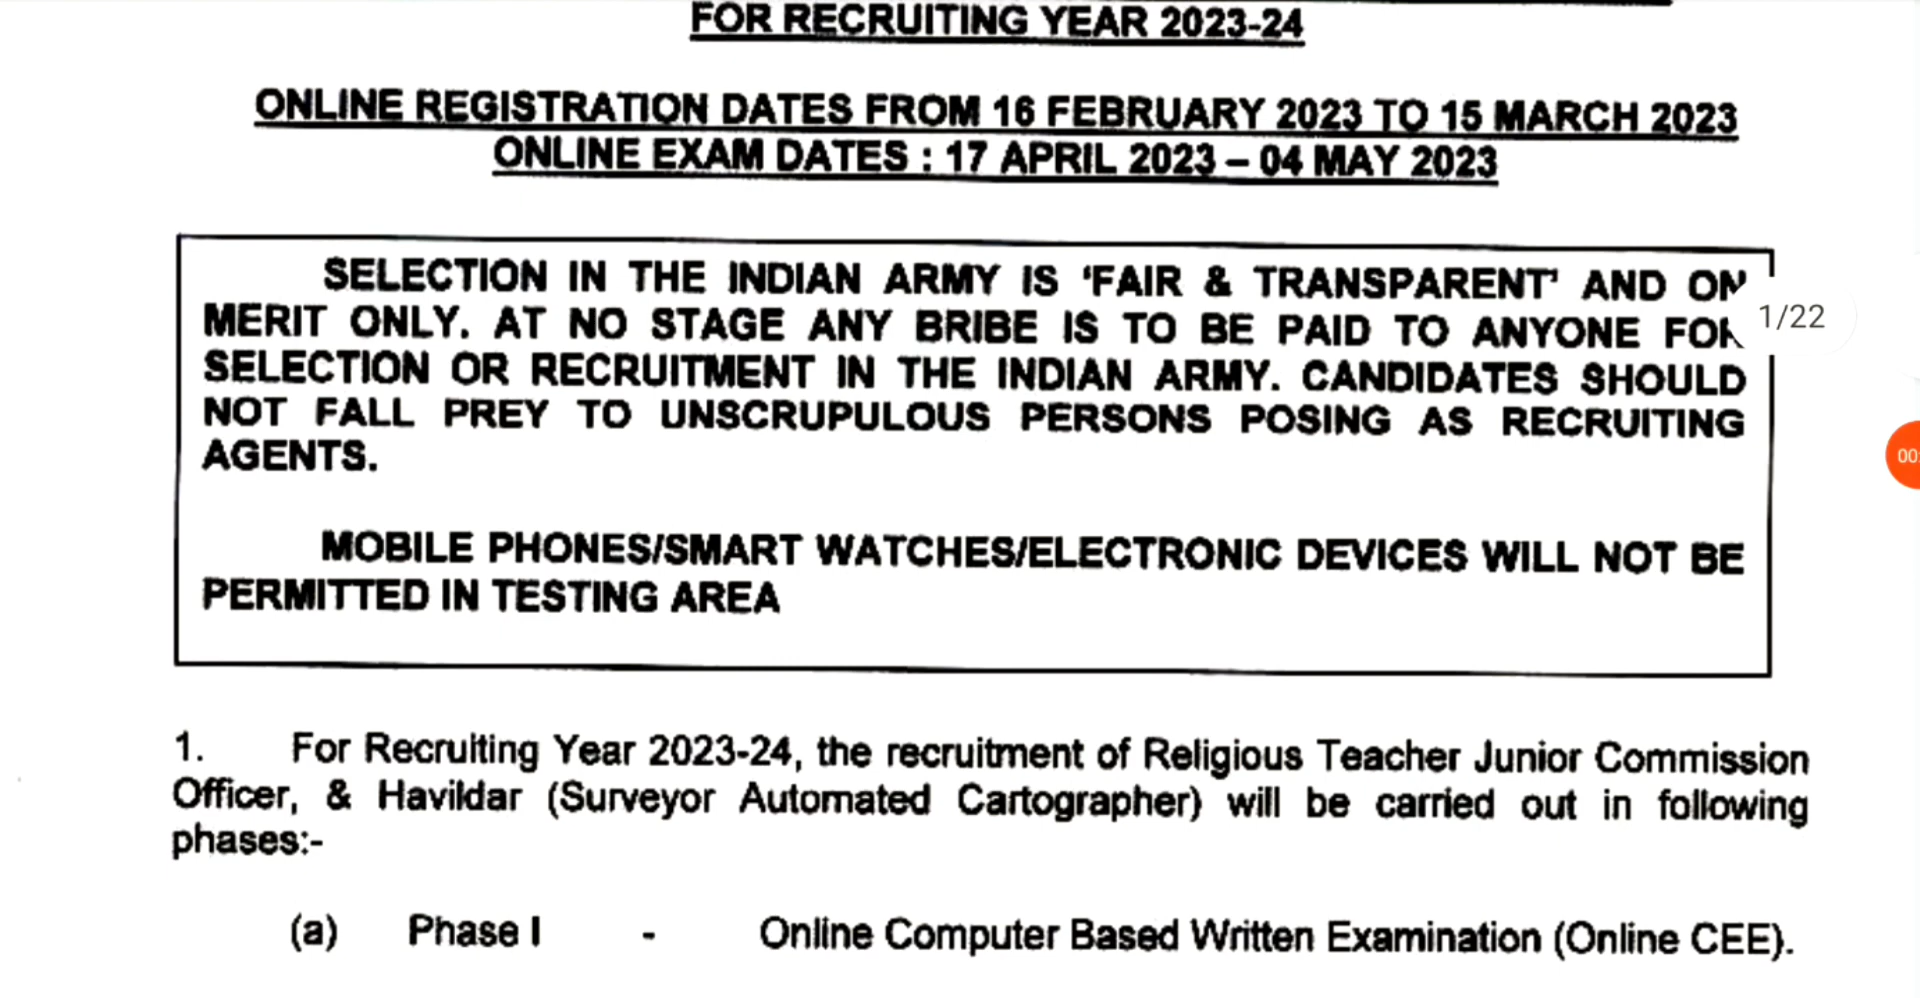 FOR RECRUITING YEAR 2023-24
ONLINE REGISTRATION DATES FROM 16 FEBRUARY 2023 TO 15 MARCH 2023
ONLINE EXAM DATES : 17 APRIL 2023 – 04 MAY 2023
SELECTION IN THE INDIAN ARMY IS 'FAIR & TRANSPARENT' AND ON
MERIT ONLY. AT NO STAGE ANY BRIBE IS TO BE PAID TO ANYONE FOR
1/22
SELECTION OR RECRUITMENT IN THE INDIAN ARMY. CANDIDATES SHOULD
NOT FALL PREY TO UNSCRUPULOUS PERSONS POSING AS RECRUITING
AGENTS.
00:
MOBILE PHONES/SMART WATCHES/ELECTRONIC DEVICES WILL NOT BE
PERMITTED IN TESTING AREA
1. For Recruiting Year 2023-24, the recruitment of Religious Teacher Junior Commission
Officer, & Havildar (Surveyor Automated Cartographer) will be carried out in following
phases:-
(a) Phase I - Online Computer Based Written Examination (Online CEE).